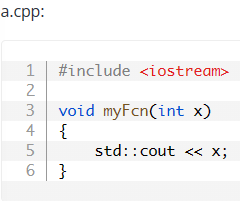 a.cpp:
1 #include <iostream>
2
3 void myFcn(int x)
4 {
5     std::cout << x;
6 }